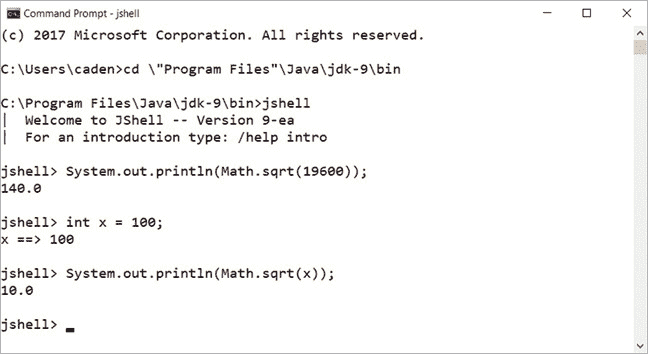 Command Prompt - jshell
(c) 2017 Microsoft Corporation. All rights reserved.
C:\Users\caden>cd \"Program Files"\Java\jdk-9\bin
C:\Program Files\Java\jdk-9\bin>jshell
|  Welcome to JShell -- Version 9-ea
|  For an introduction type: /help intro
jshell> System.out.println(Math.sqrt(19600));
140.0
jshell> int x = 100;
x ==> 100
jshell> System.out.println(Math.sqrt(x));
10.0
jshell>